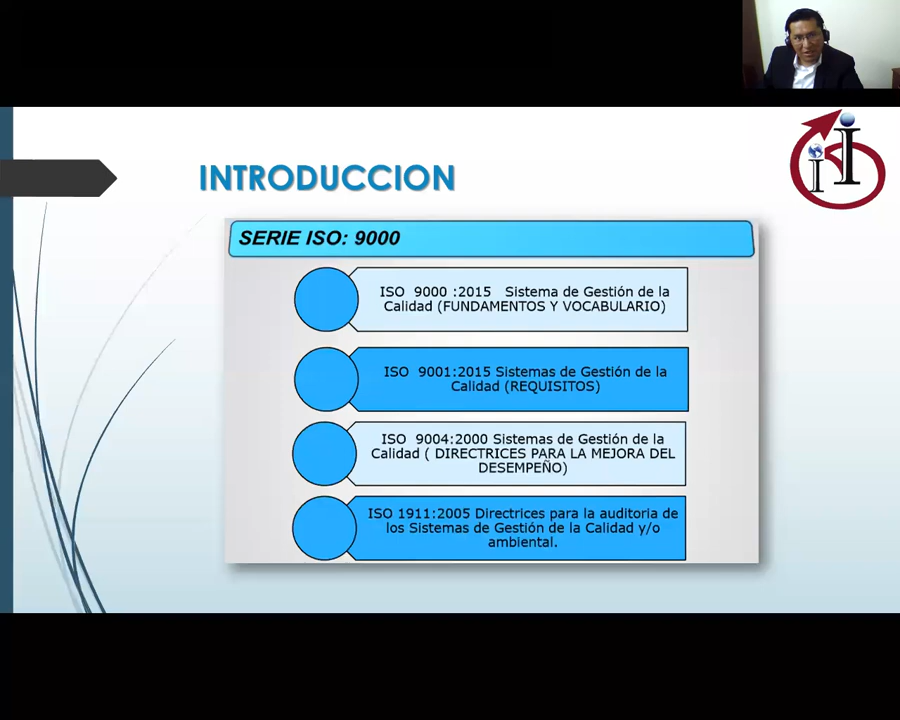 INTRODUCCION
SERIE ISO: 9000
ISO 9000 :2015 Sistema de Gestión de la
Calidad (FUNDAMENTOS Y VOCABULARIO)
ISO 9001:2015 Sistemas de Gestión de la
Calidad (REQUISITOS)
ISO 9004:2000 Sistemas de Gestión de la
Calidad ( DIRECTRICES PARA LA MEJORA DEL
DESEMPEÑO)
ISO 1911:2005 Directrices para la auditoria de
los Sistemas de Gestión de la Calidad y/o
ambiental.